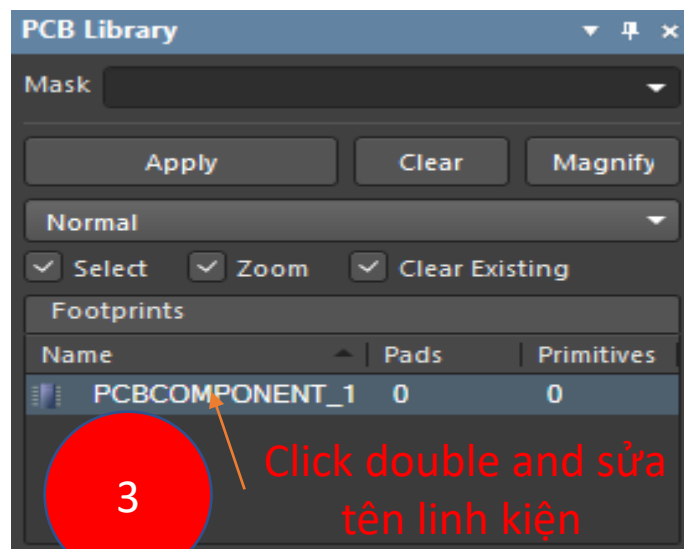 PCB Library
Mask
Apply Clear Magnify
Normal
Select Zoom Clear Existing
Footprints
Name Pads Primitives
PCBCOMPONENT_1 0 0
Click double and sửa
3
tên linh kiện